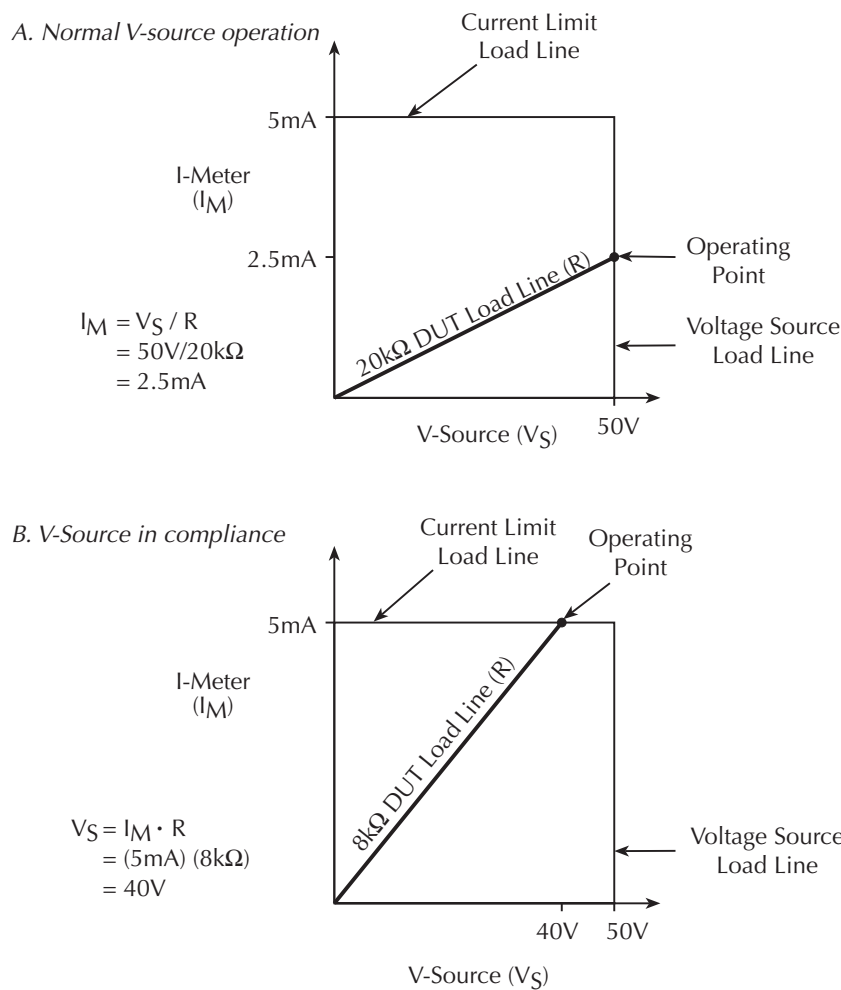 A. Normal V-source operation
Current Limit
Load Line
5mA
I-Meter
(IM)
2.5mA
Operating
Point
20kΩ DUT Load Line (R)
IM = VS / R
= 50V/20kΩ
= 2.5mA
Voltage Source
Load Line
V-Source (VS)
50V
B. V-Source in compliance
Current Limit
Load Line
Operating
Point
5mA
I-Meter
(IM)
8kΩ DUT Load Line (R)
VS = IM · R
= (5mA) (8kΩ)
= 40V
Voltage Source
Load Line
40V
50V
V-Source (VS)